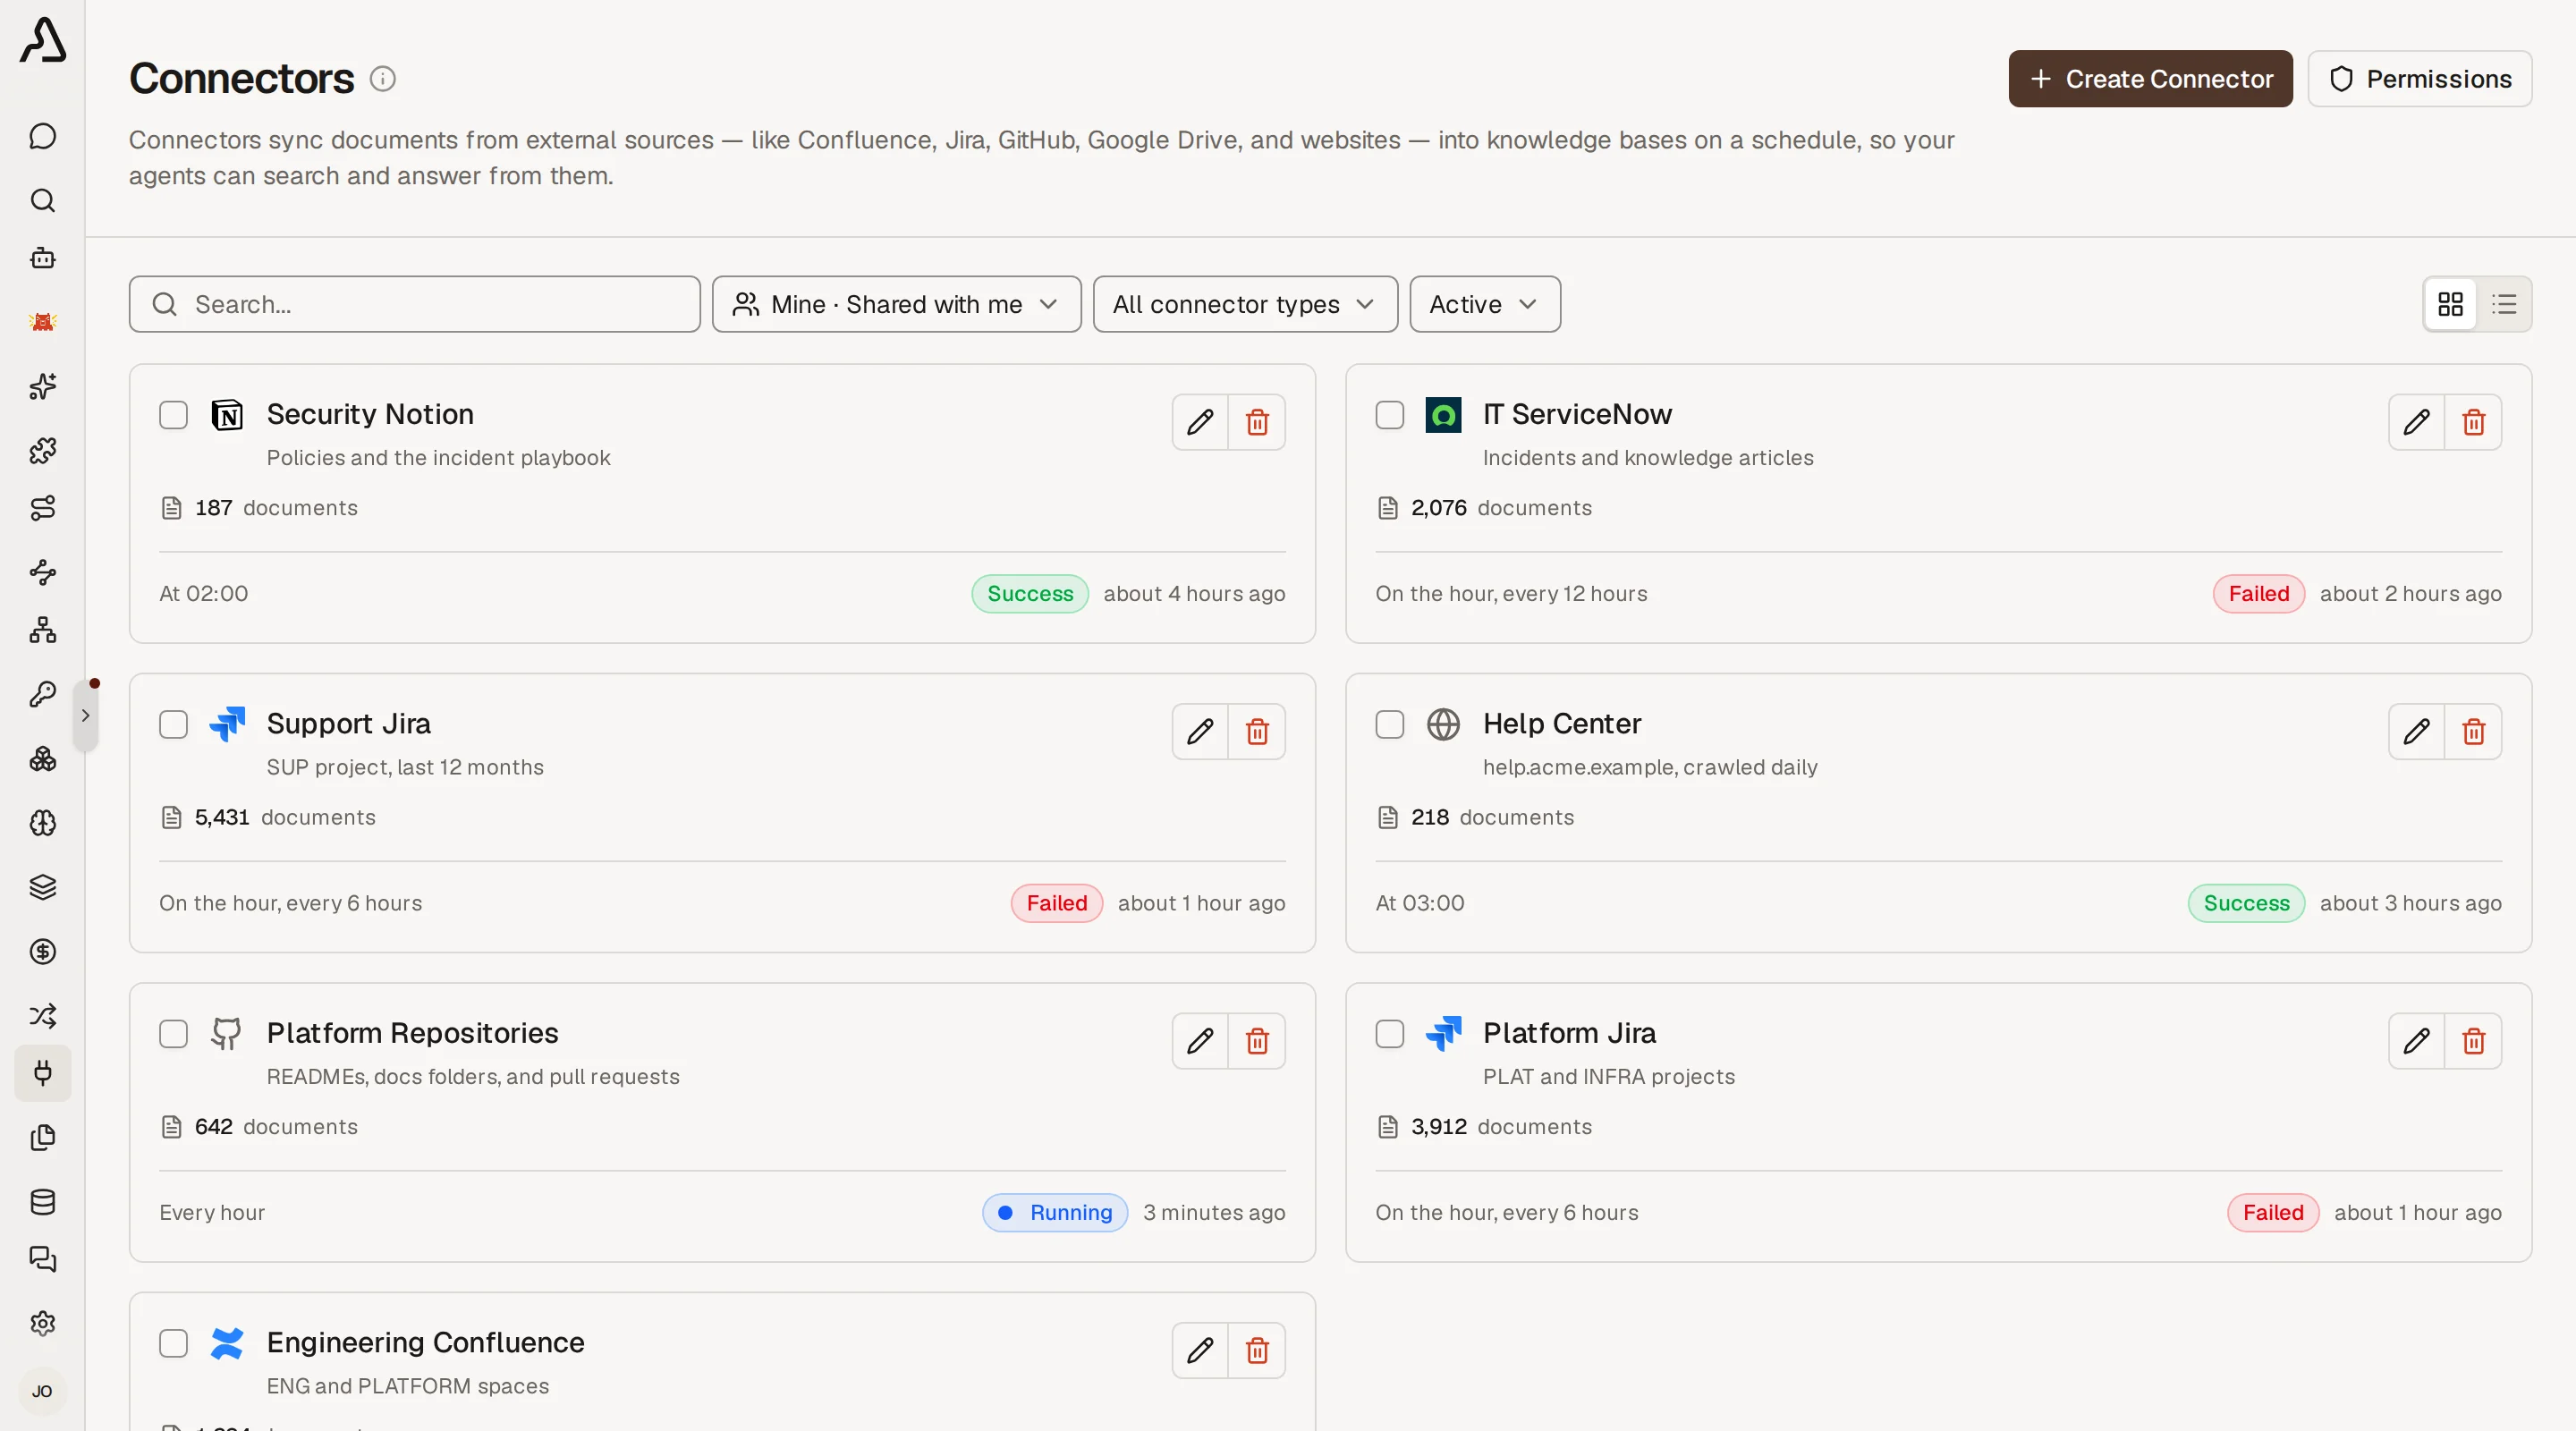 Connectors
Create Connector
Permissions
Connectors sync documents from external sources — like Confluence, Jira, GitHub, Google Drive, and websites — into knowledge bases on a schedule, so your
agents can search and answer from them.
Search...
Mine · Shared with me
All connector types
Active
Security Notion
Policies and the incident playbook
187 documents
At 02:00
Success
about 4 hours ago
IT ServiceNow
Incidents and knowledge articles
2,076 documents
On the hour, every 12 hours
Failed
about 2 hours ago
Support Jira
SUP project, last 12 months
5,431 documents
On the hour, every 6 hours
Failed
about 1 hour ago
Help Center
help.acme.example, crawled daily
218 documents
At 03:00
Success
about 3 hours ago
Platform Repositories
READMEs, docs folders, and pull requests
642 documents
Every hour
Running
3 minutes ago
Platform Jira
PLAT and INFRA projects
3,912 documents
On the hour, every 6 hours
Failed
about 1 hour ago
Engineering Confluence
ENG and PLATFORM spaces
JO